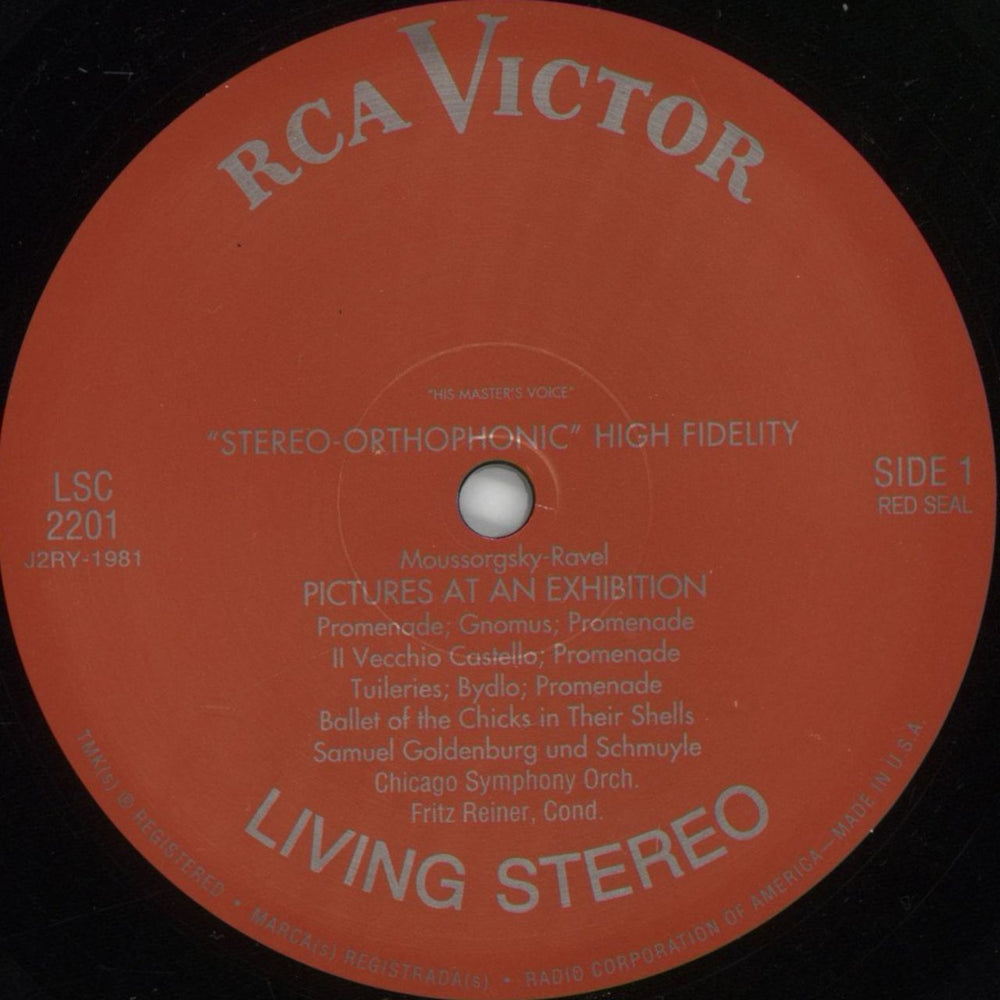 RCA VICTOR
"HIS MASTER'S VOICE"
"STEREO-ORTHOPHONIC" HIGH FIDELITY
LSC
2201
J2RY-1981
SIDE 1
RED SEAL
Moussorgsky-Ravel
PICTURES AT AN EXHIBITION
Promenade; Gnomus; Promenade
Il Vecchio Castello; Promenade
Tuileries; Bydlo; Promenade
Ballet of the Chicks in Their Shells
Samuel Goldenburg und Schmuyle
Chicago Symphony Orch.
Fritz Reiner, Cond.
LIVING STEREO
TMK(s) ® REGISTERED • MARCA(s) REGISTRADA(s) • RADIO CORPORATION OF AMERICA—MADE IN U.S.A.